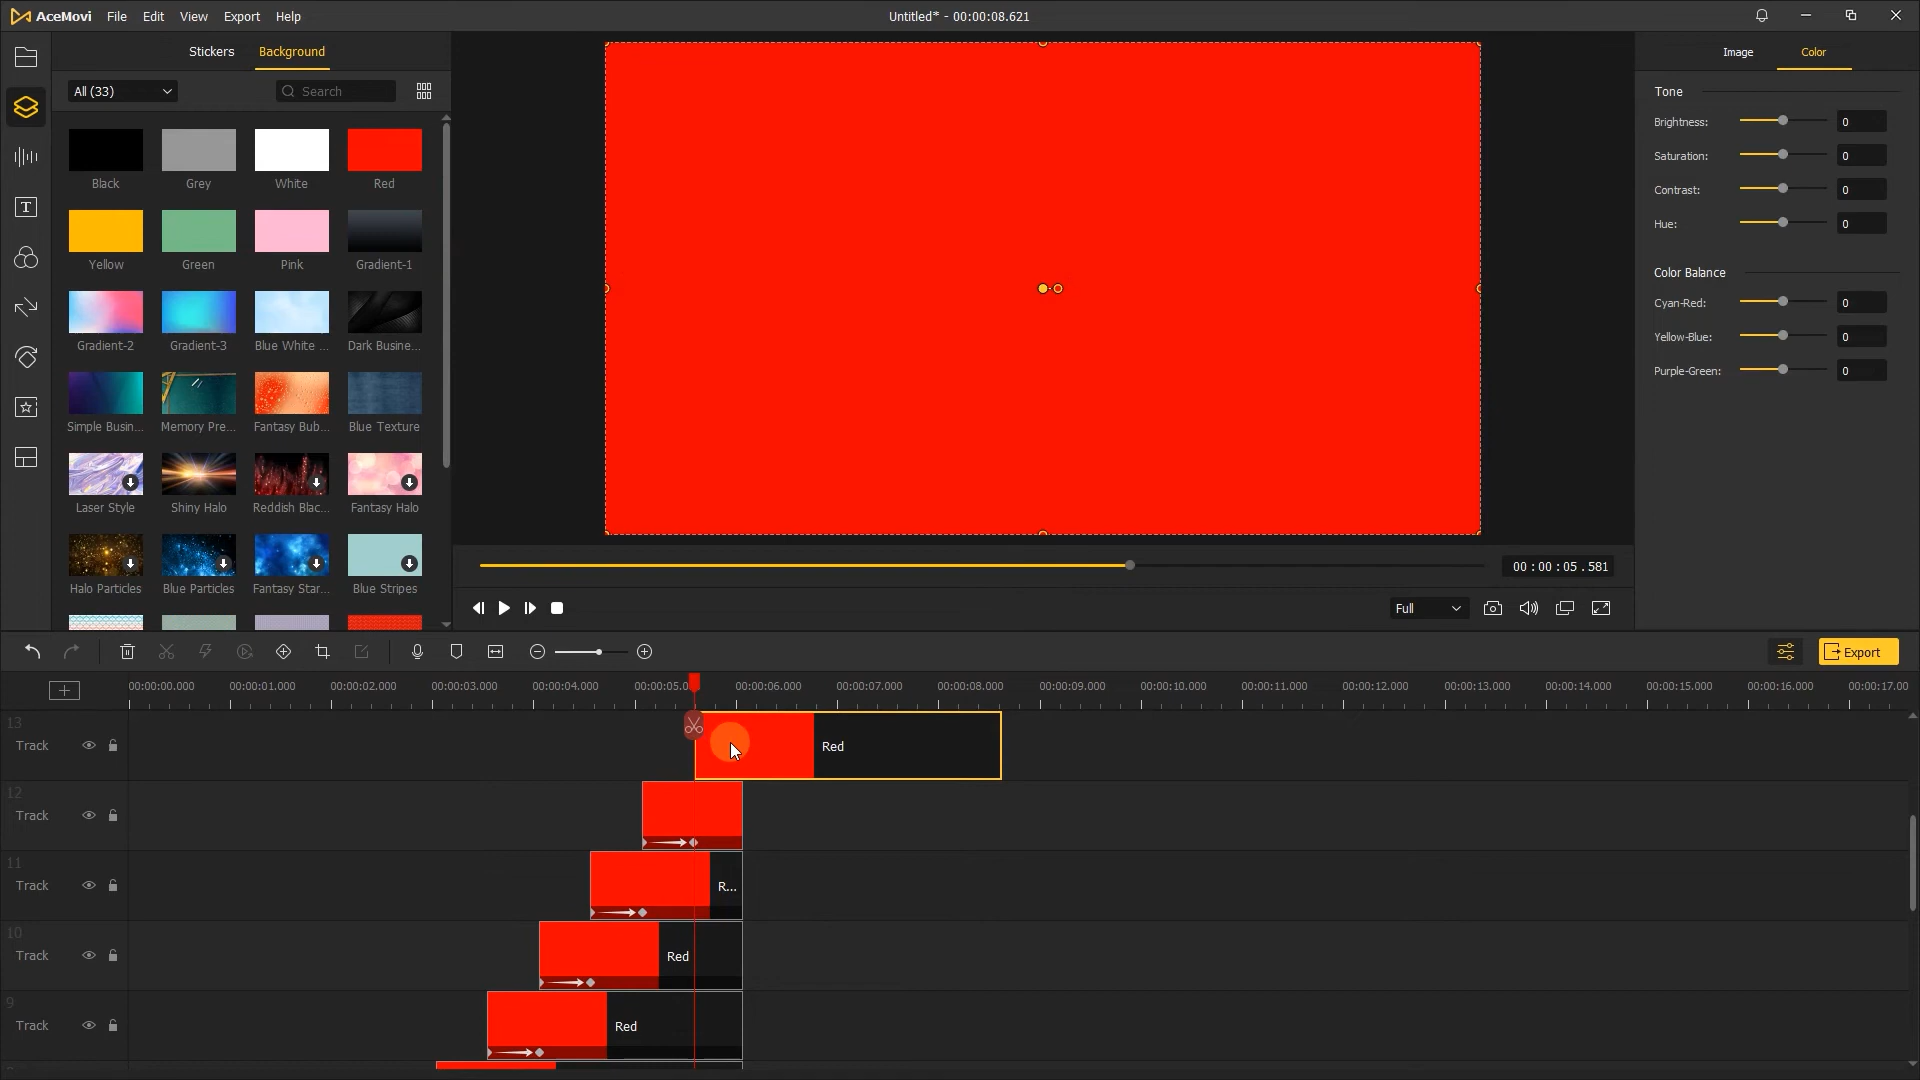 AceMovi File Edit View Export Help Untitled* - 00:00:08.621
Stickers Background
All (33) Search
Black Grey White Red
Yellow Green Pink Gradient-1
Gradient-2 Gradient-3 Blue White ... Dark Busine...
Simple Busin... Memory Pre... Fantasy Bub... Blue Texture
Laser Style Shiny Halo Reddish Blac... Fantasy Halo
Halo Particles Blue Particles Fantasy Star... Blue Stripes
Image Color
Tone
Brightness: 0
Saturation: 0
Contrast: 0
Hue: 0
Color Balance
Cyan-Red: 0
Yellow-Blue: 0
Purple-Green: 0
00 : 00 : 05 . 581
Full
Export
00:00:00.000 00:00:01.000 00:00:02.000 00:00:03.000 00:00:04.000 00:00:05.0 00:00:06.000 00:00:07.000 00:00:08.000 00:00:09.000 00:00:10.000 00:00:11.000 00:00:12.000 00:00:13.000 00:00:14.000 00:00:15.000 00:00:16.000 00:00:17.00
13
Track Red
12
Track
11
Track R...
10
Track Red
9
Track Red